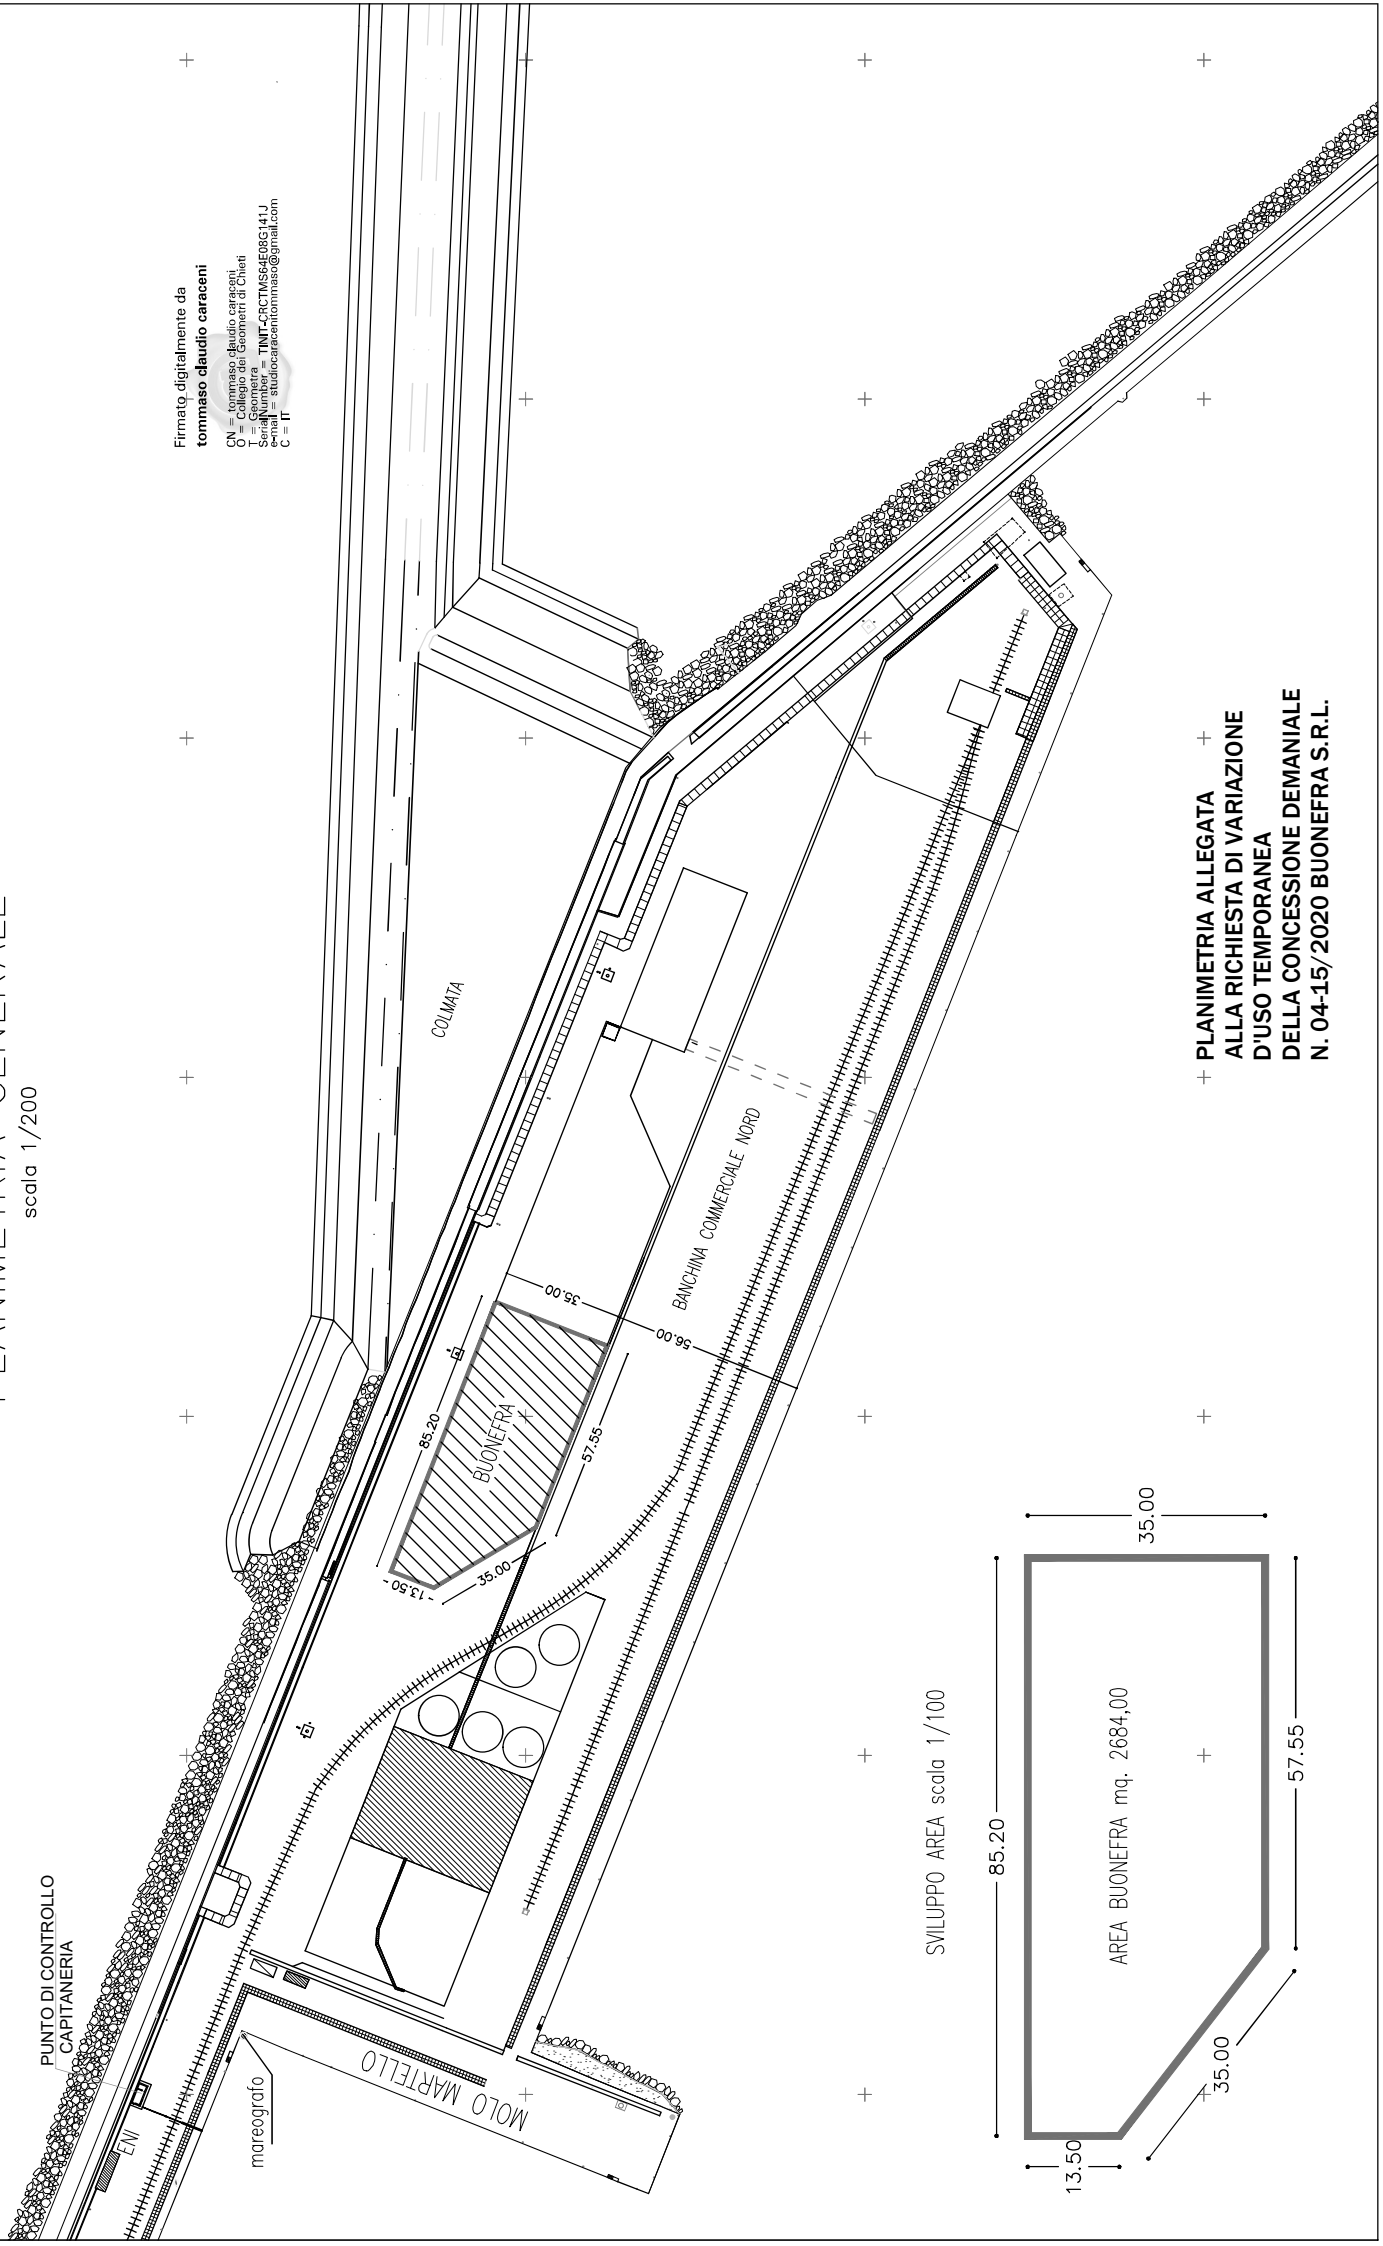 scala 1/200
Firmato digitalmente da
tommaso claudio caraceni
CN = tommaso claudio caraceni
O = Collegio dei Geometri di Chieti
T = Geometra
SerialNumber = TINIT-CRCTMS64E08G141J
e-mail = studiocaracenitommaso@gmail.com
C = IT
PUNTO DI CONTROLLO
CAPITANERIA
ENI
mareografo
MOLO MARTELLO
COLMATA
BANCHINA COMMERCIALE NORD
BUONEFRA
85.20
13.50
35.00
57.55
35.00
56.00
SVILUPPO AREA scala 1/100
85.20
35.00
AREA BUONEFRA mq. 2684,00
13.50
35.00
57.55
PLANIMETRIA ALLEGATA
ALLA RICHIESTA DI VARIAZIONE
D'USO TEMPORANEA
DELLA CONCESSIONE DEMANIALE
N. 04-15/2020 BUONEFRA S.R.L.